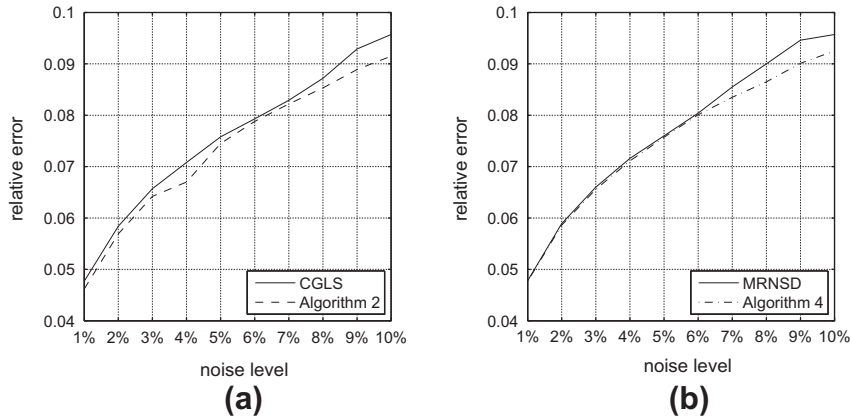 0.1
0.09
0.08
0.07
0.06
0.05
0.04
relative error
1% 2% 3% 4% 5% 6% 7% 8% 9% 10%
noise level
CGLS
Algorithm 2
(a)
0.1
0.09
0.08
0.07
0.06
0.05
0.04
relative error
1% 2% 3% 4% 5% 6% 7% 8% 9% 10%
noise level
MRNSD
Algorithm 4
(b)